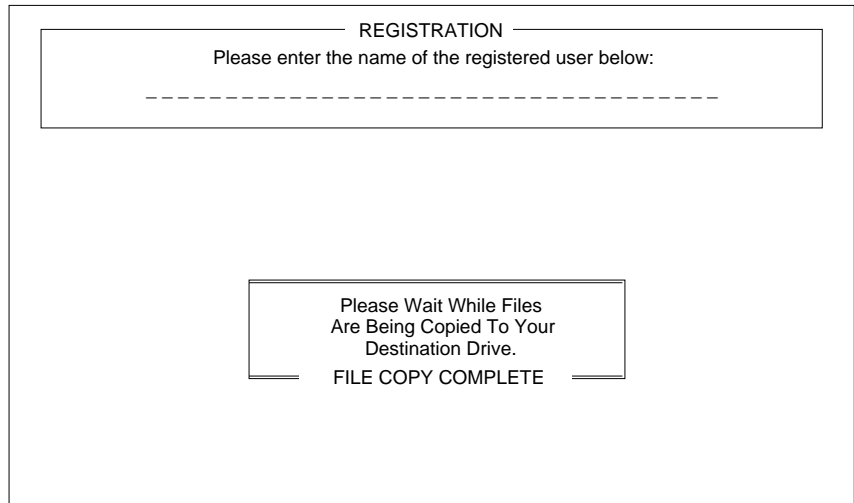 REGISTRATION
Please enter the name of the registered user below:
_ _ _ _ _ _ _ _ _ _ _ _ _ _ _ _ _ _ _ _ _ _ _ _ _ _ _ _ _ _ _ _ _ _ _ _
Please Wait While Files
Are Being Copied To Your
Destination Drive.
FILE COPY COMPLETE